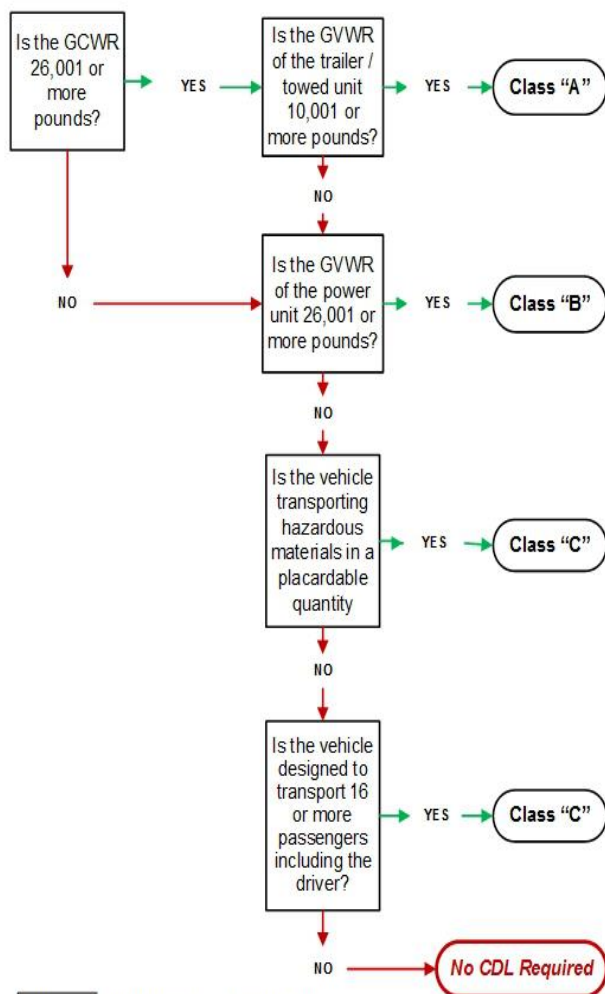 Is the GCWR
26,001 or
more
pounds?
YES
Is the GVWR
of the trailer /
towed unit
10,001 or
more pounds?
YES
Class “A”
NO
NO
Is the GVWR
of the power
unit 26,001 or
more pounds?
YES
Class “B”
NO
Is the vehicle
transporting
hazardous
materials in a
placardable
quantity
YES
Class “C”
NO
Is the vehicle
designed to
transport 16
or more
passengers
including the
driver?
YES
Class “C”
NO
No CDL Required